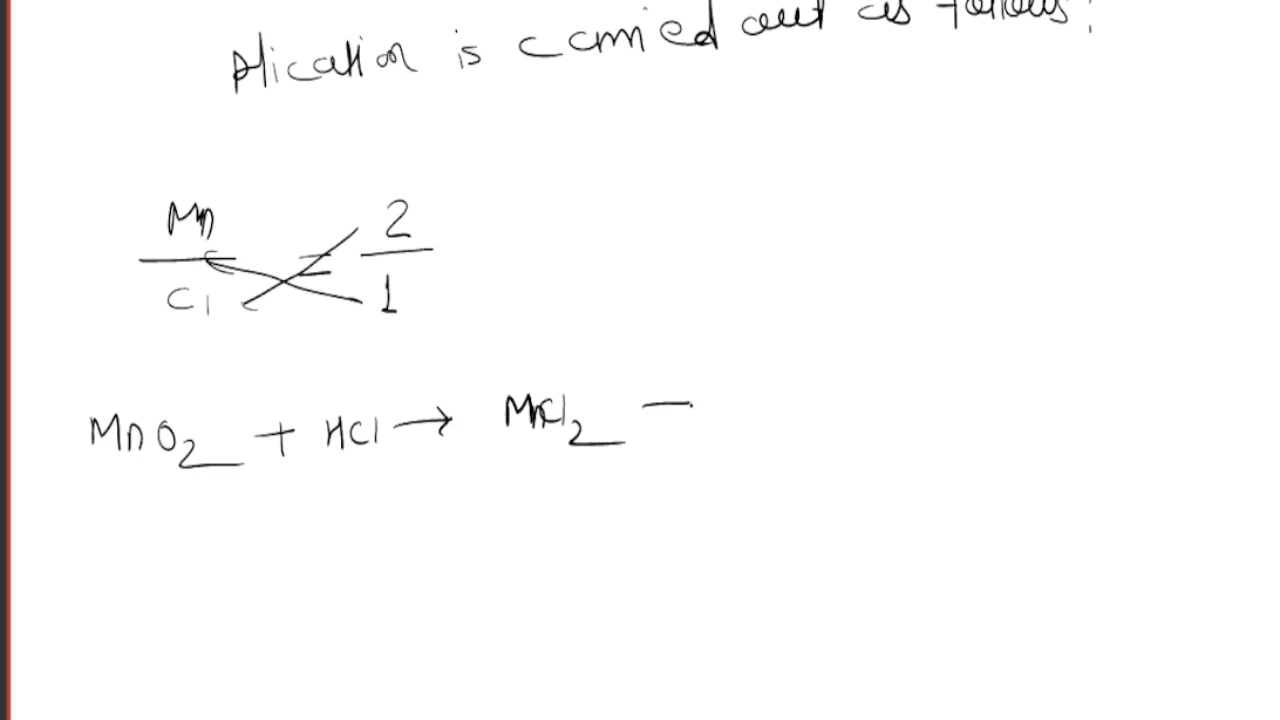 plication is carried out as follows:
Mn 2
Cl = 1
MnO2 + HCl → MnCl2 —